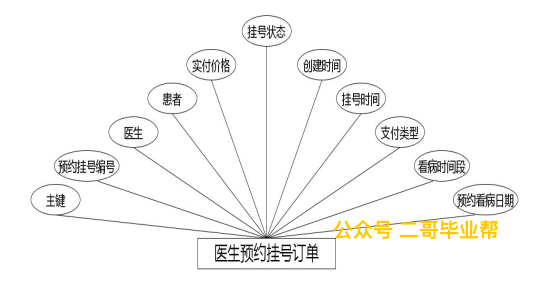 挂号状态
实付价格
创建时间
患者
挂号时间
医生
支付类型
预约挂号编号
看病时间段
主键
预约看病日期
公众号 二哥毕业帮
医生预约挂号订单